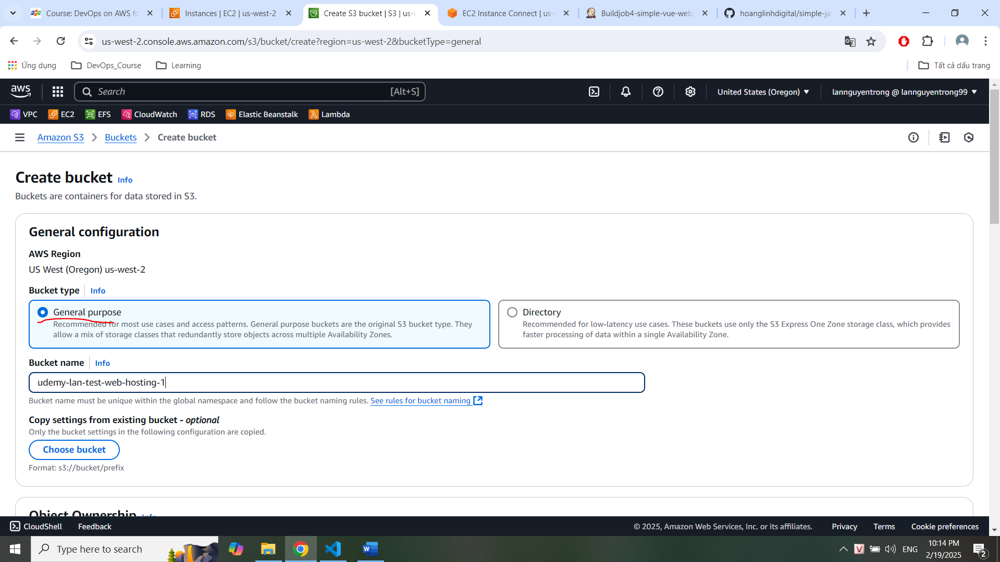 Course: DevOps on AWS fo
Instances | EC2 | us-west-2
Create S3 bucket | S3 | us-w
EC2 Instance Connect | us-
Buildjob4-simple-vue-webp
hoanglinhdigital/simple-ja
us-west-2.console.aws.amazon.com/s3/bucket/create?region=us-west-2&bucketType=general
Ứng dụng
DevOps_Course
Learning
Tất cả dấu trang
aws
Search
[Alt+S]
United States (Oregon)
lannguyentrong @ lannguyentrong99
VPC
EC2
EFS
CloudWatch
RDS
Elastic Beanstalk
Lambda
Amazon S3
Buckets
Create bucket
Create bucket Info
Buckets are containers for data stored in S3.
General configuration
AWS Region
US West (Oregon) us-west-2
Bucket type Info
General purpose
Recommended for most use cases and access patterns. General purpose buckets are the original S3 bucket type. They
allow a mix of storage classes that redundantly store objects across multiple Availability Zones.
Directory
Recommended for low-latency use cases. These buckets use only the S3 Express One Zone storage class, which provides
faster processing of data within a single Availability Zone.
Bucket name Info
udemy-lan-test-web-hosting-1
Bucket name must be unique within the global namespace and follow the bucket naming rules. See rules for bucket naming
Copy settings from existing bucket - optional
Only the bucket settings in the following configuration are copied.
Choose bucket
Format: s3://bucket/prefix
Object Ownership Info
CloudShell
Feedback
© 2025, Amazon Web Services, Inc. or its affiliates.
Privacy
Terms
Cookie preferences
Type here to search
ENG
10:14 PM
2/19/2025
2